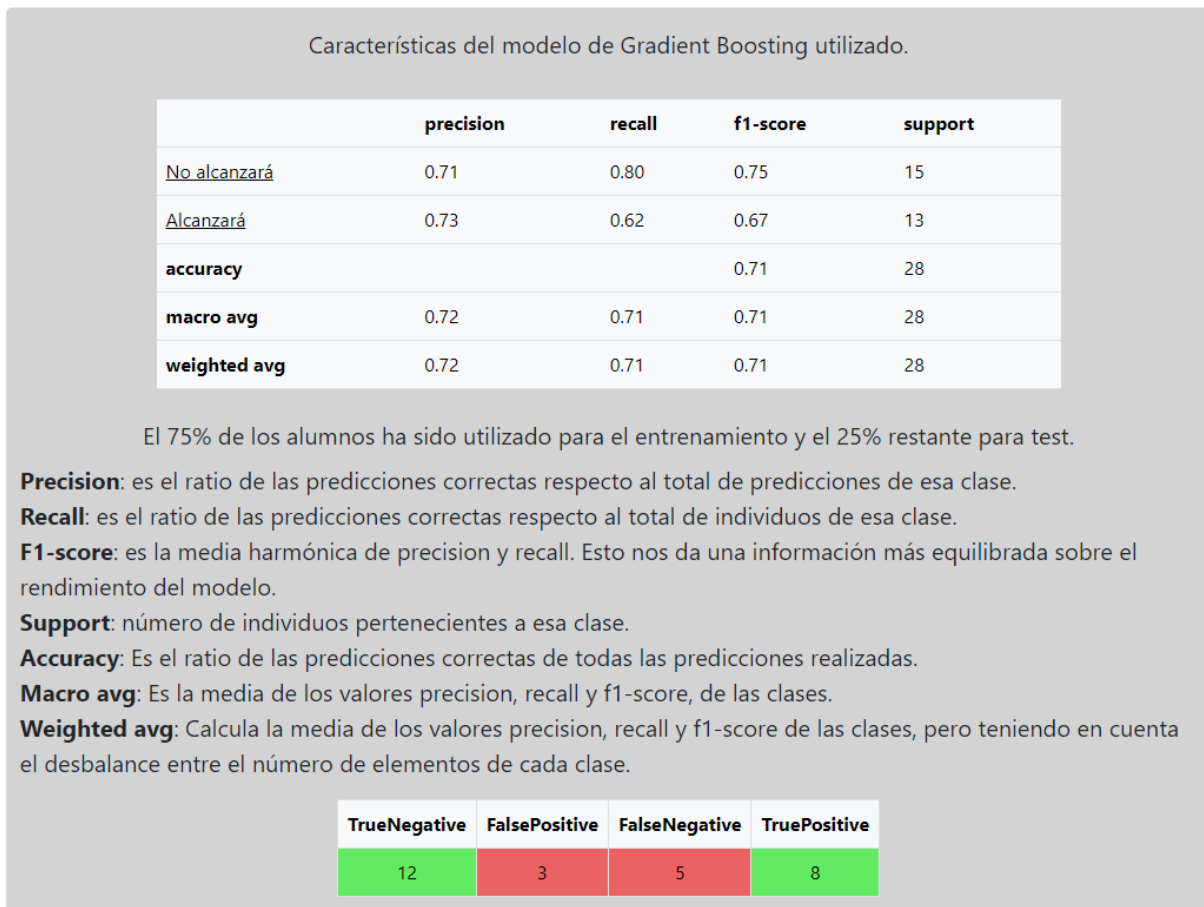 Características del modelo de Gradient Boosting utilizado.
precision recall f1-score support
No alcanzará 0.71 0.80 0.75 15
Alcanzará 0.73 0.62 0.67 13
accuracy 0.71 28
macro avg 0.72 0.71 0.71 28
weighted avg 0.72 0.71 0.71 28
El 75% de los alumnos ha sido utilizado para el entrenamiento y el 25% restante para test.
Precision: es el ratio de las predicciones correctas respecto al total de predicciones de esa clase.
Recall: es el ratio de las predicciones correctas respecto al total de individuos de esa clase.
F1-score: es la media harmónica de precision y recall. Esto nos da una información más equilibrada sobre el
rendimiento del modelo.
Support: número de individuos pertenecientes a esa clase.
Accuracy: Es el ratio de las predicciones correctas de todas las predicciones realizadas.
Macro avg: Es la media de los valores precision, recall y f1-score, de las clases.
Weighted avg: Calcula la media de los valores precision, recall y f1-score de las clases, pero teniendo en cuenta
el desbalance entre el número de elementos de cada clase.
TrueNegative FalsePositive FalseNegative TruePositive
12 3 5 8